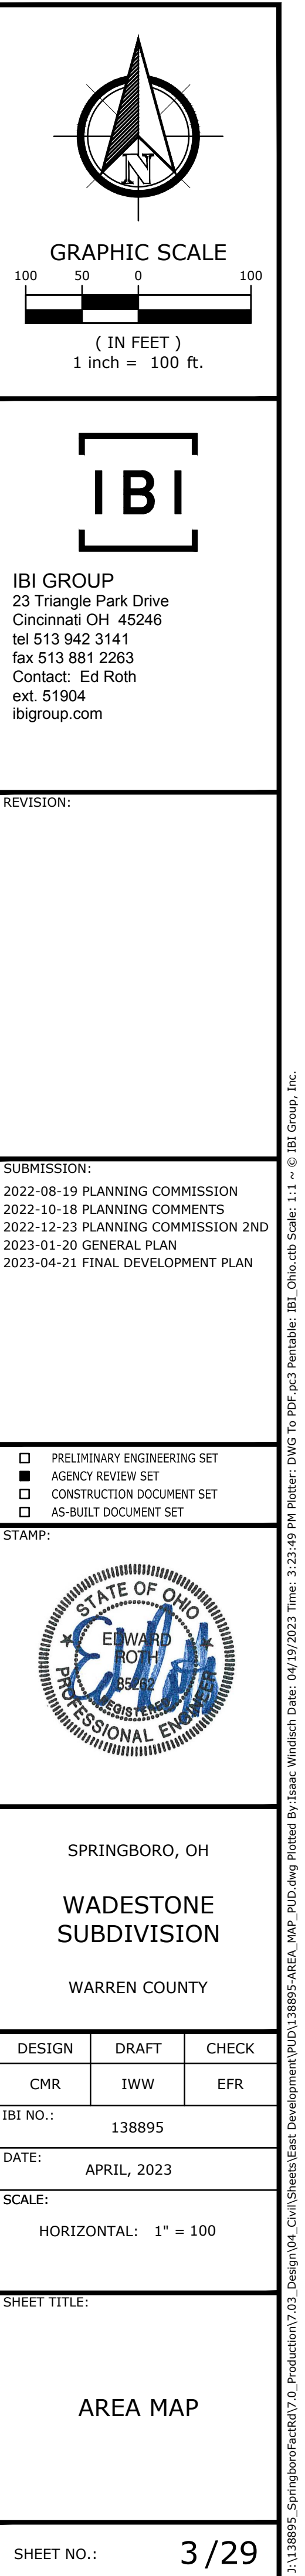 N
GRAPHIC SCALE
100 50 0 100
( IN FEET )
1 inch = 100 ft.
IBI
IBI GROUP
23 Triangle Park Drive
Cincinnati OH 45246
tel 513 942 3141
fax 513 881 2263
Contact: Ed Roth
ext. 51904
ibigroup.com
REVISION:
SUBMISSION:
2022-08-19 PLANNING COMMISSION
2022-10-18 PLANNING COMMENTS
2022-12-23 PLANNING COMMISSION 2ND
2023-01-20 GENERAL PLAN
2023-04-21 FINAL DEVELOPMENT PLAN
PRELIMINARY ENGINEERING SET
AGENCY REVIEW SET
CONSTRUCTION DOCUMENT SET
AS-BUILT DOCUMENT SET
STAMP:
STATE OF OHIO
EDWARD
ROTH
85262
REGISTERED
PROFESSIONAL ENGINEER
Ed Roth
SPRINGBORO, OH
WADESTONE
SUBDIVISION
WARREN COUNTY
DESIGN DRAFT CHECK
CMR IWW EFR
IBI NO.:
138895
DATE:
APRIL, 2023
SCALE:
HORIZONTAL: 1" = 100
SHEET TITLE:
AREA MAP
SHEET NO.: 3/29
J:\138895_SpringboroFactRd\7.0_Production\7.03_Design\04_Civil\Sheets\East Development\PUD\138895-AREA_MAP_PUD.dwg Plotted By:Isaac Windisch Date: 04/19/2023 Time: 3:23:49 PM Plotter: DWG To PDF.pc3 Pentable: IBI_Ohio.ctb Scale: 1:1 ~ © IBI Group, Inc.